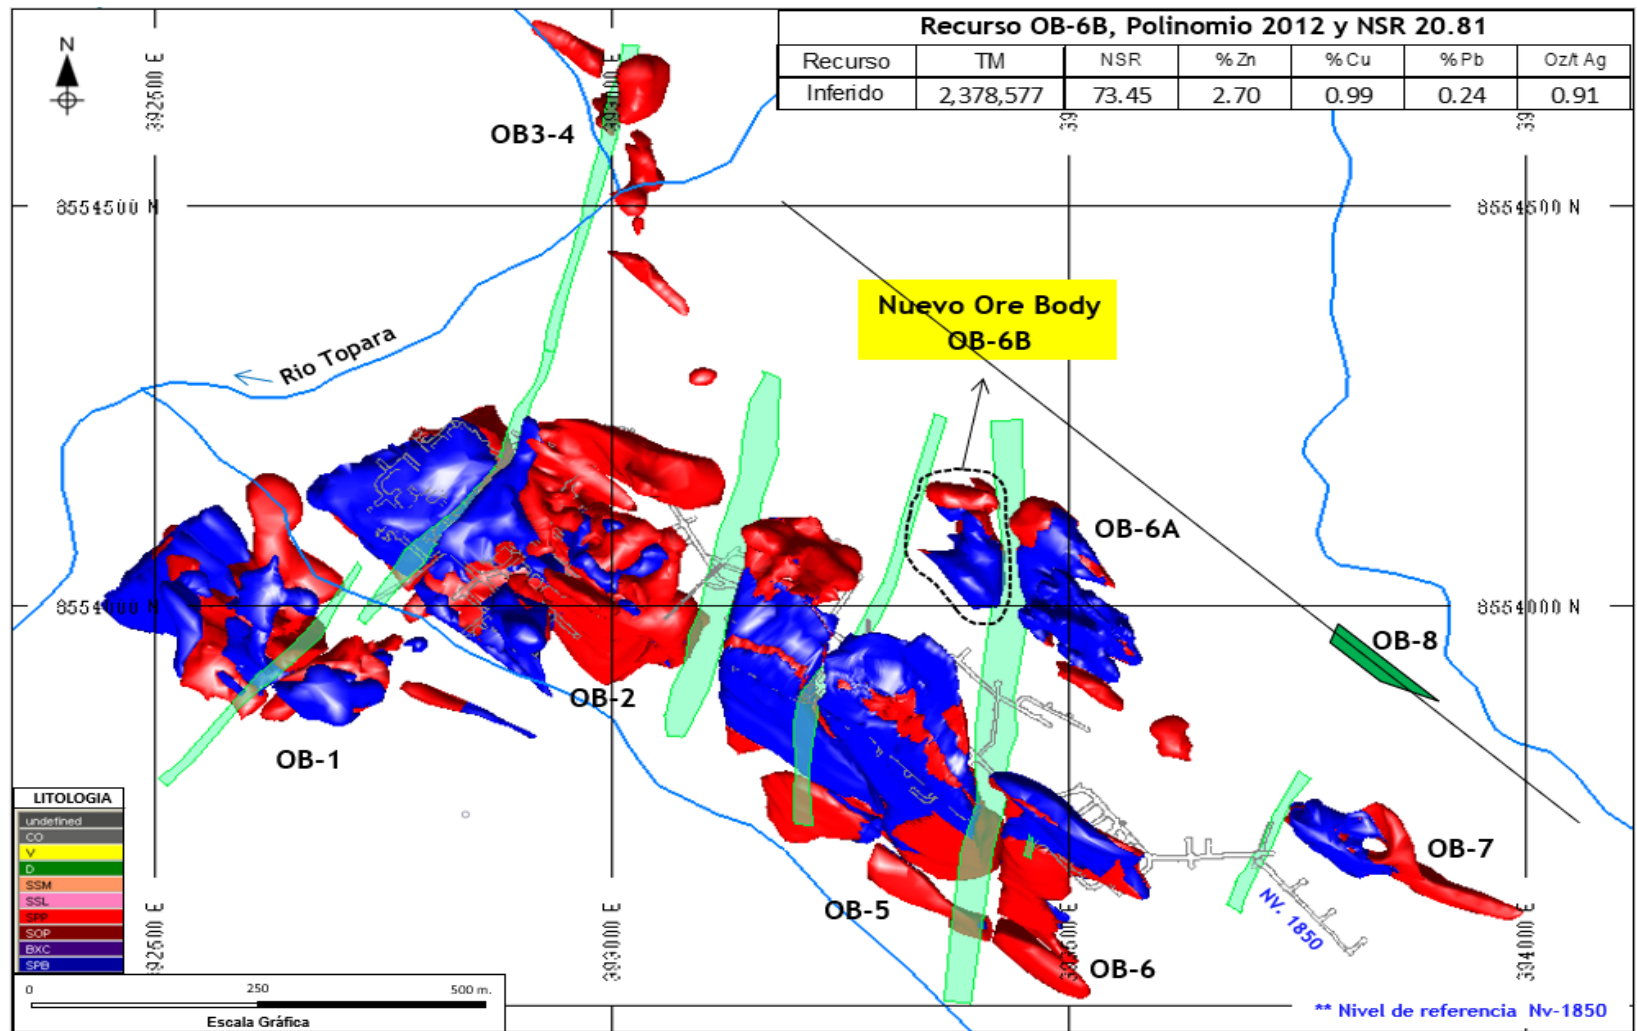 Recurso OB-6B, Polinomio 2012 y NSR 20.81
Recurso TM NSR %Zn %Cu %Pb Oz/t Ag
Inferido 2,378,577 73.45 2.70 0.99 0.24 0.91
N
392500 E
OB3-4
8554500 N
8554500 N
Nuevo Ore Body
OB-6B
Rio Topara
OB-6A
8554000 N
8554000 N
OB-8
OB-2
OB-1
OB-7
OB-5
OB-6
NV. 1850
392500 E
393000 E
394000 E
LITOLOGIA
undefined
CO
V
D
SSM
SSL
SPP
SOP
BXC
SPB
0 250 500 m.
Escala Gráfica
** Nivel de referencia Nv-1850